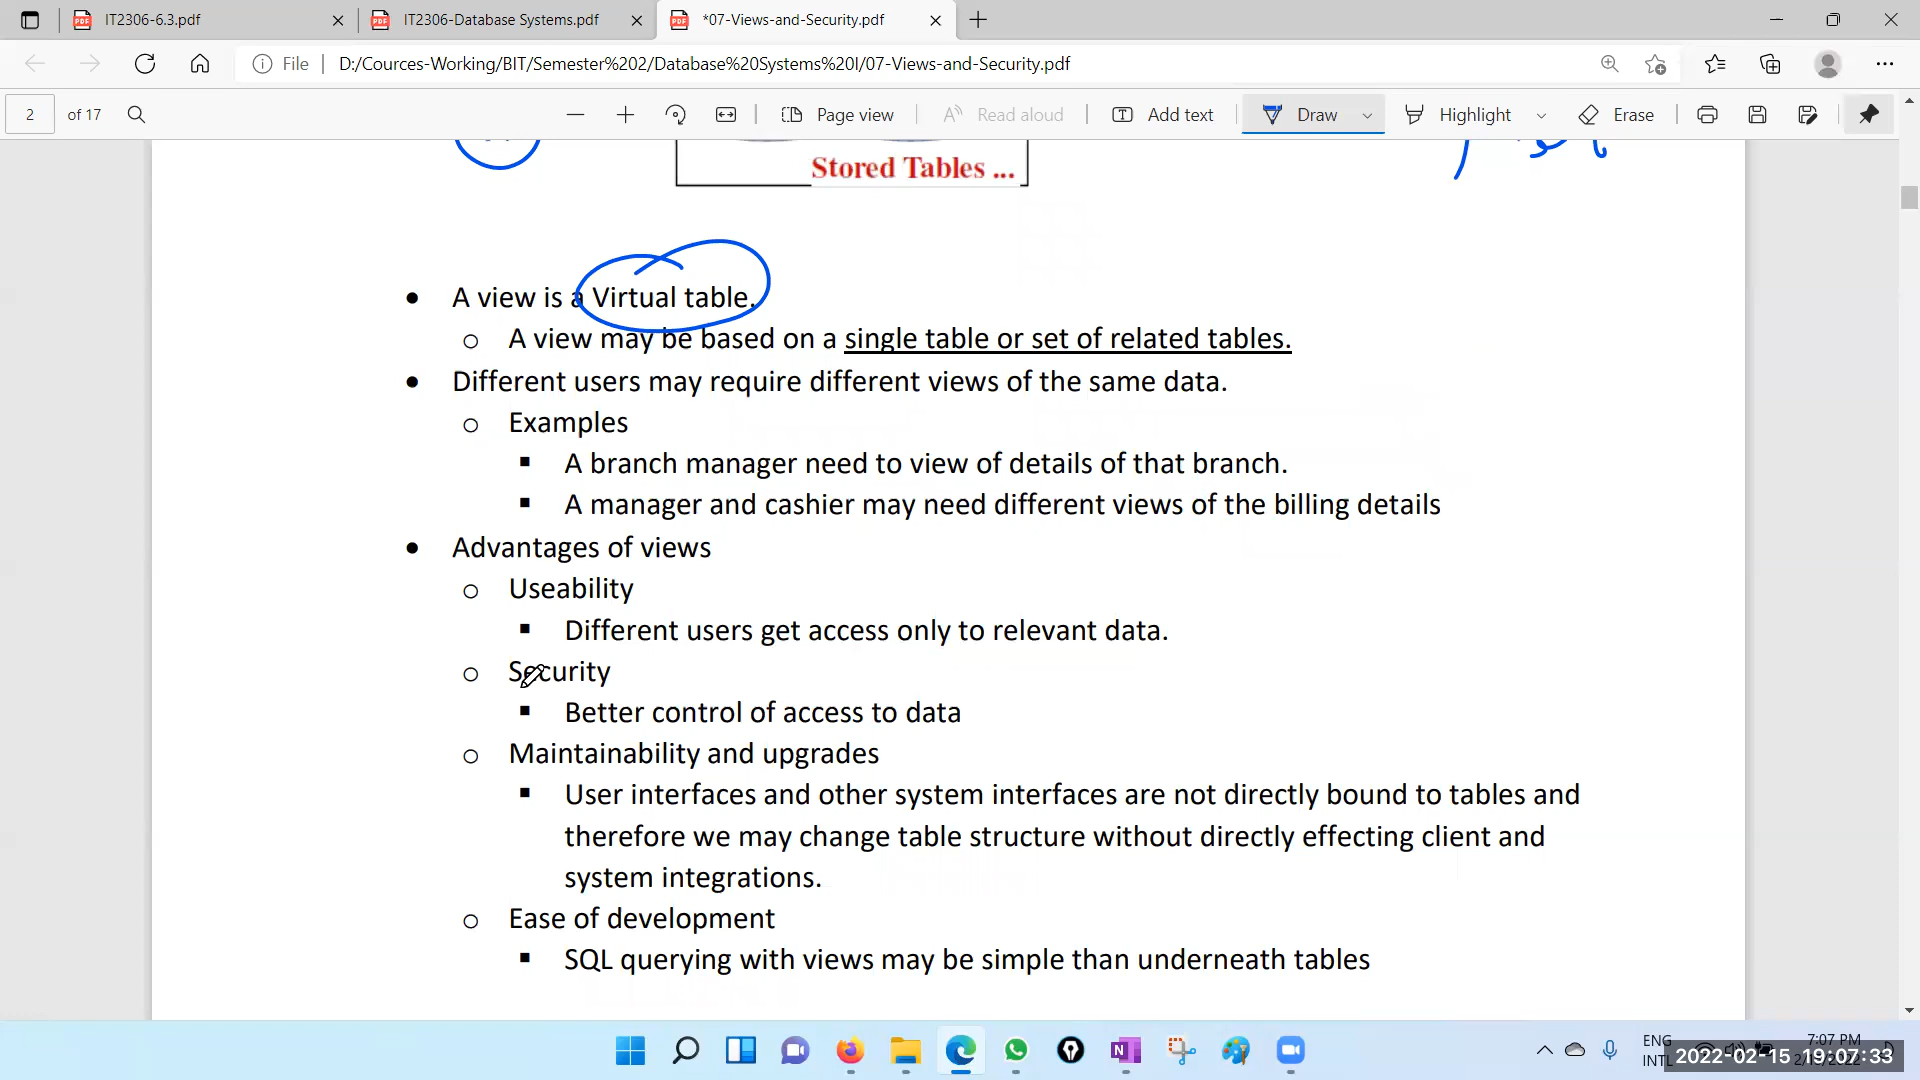 IT2306-6.3.pdf
IT2306-Database Systems.pdf
*07-Views-and-Security.pdf
File
D:/Cources-Working/BIT/Semester%202/Database%20Systems%20I/07-Views-and-Security.pdf
2 of 17
Page view
Read aloud
Add text
Draw
Highlight
Erase
Stored Tables ...
• A view is a Virtual table.
o A view may be based on a single table or set of related tables.
• Different users may require different views of the same data.
o Examples
▪ A branch manager need to view of details of that branch.
▪ A manager and cashier may need different views of the billing details
• Advantages of views
o Useability
▪ Different users get access only to relevant data.
o Security
▪ Better control of access to data
o Maintainability and upgrades
▪ User interfaces and other system interfaces are not directly bound to tables and
therefore we may change table structure without directly effecting client and
system integrations.
o Ease of development
▪ SQL querying with views may be simple than underneath tables
ENG
INTL
7:07 PM
2022-02-15 19:07:33